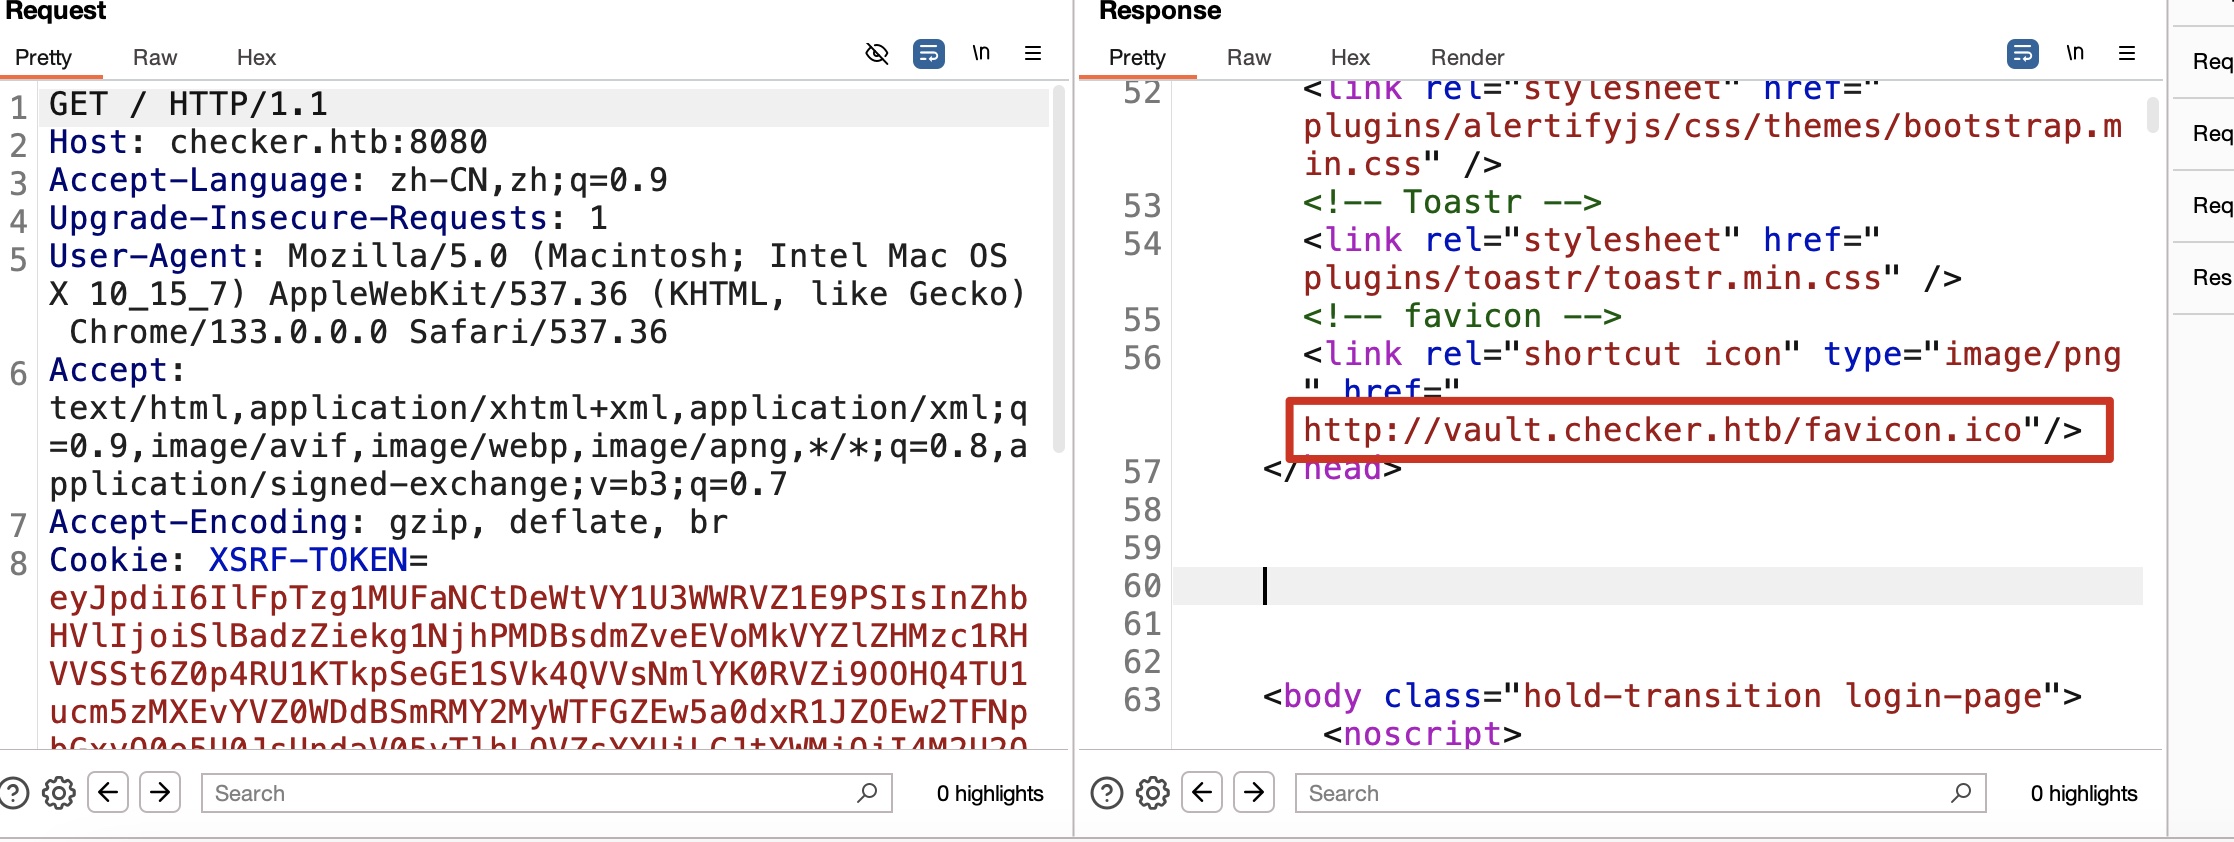 Request
Pretty Raw Hex \n
1 GET / HTTP/1.1
2 Host: checker.htb:8080
3 Accept-Language: zh-CN,zh;q=0.9
4 Upgrade-Insecure-Requests: 1
5 User-Agent: Mozilla/5.0 (Macintosh; Intel Mac OS
X 10_15_7) AppleWebKit/537.36 (KHTML, like Gecko)
Chrome/133.0.0.0 Safari/537.36
6 Accept:
text/html,application/xhtml+xml,application/xml;q
=0.9,image/avif,image/webp,image/apng,*/*;q=0.8,a
pplication/signed-exchange;v=b3;q=0.7
7 Accept-Encoding: gzip, deflate, br
8 Cookie: XSRF-TOKEN=
eyJpdiI6IlFpTzg1MUFaNCtDeWtVY1U3WWRVZ1E9PSIsInZhb
HVlIjoiSlBadzZiekg1NjhPMDBsdmZveEVoMkVYZlZHMzc1RH
VVSSt6Z0p4RU1KTkpSeGE1SVk4QVVsNmlYK0RVZi9OOHQ4TU1
ucm5zMXEvYVZ0WDdBSmRMY2MyWTFGZEw5a0dxR1JZOEw2TFNp
Search
0 highlights
Response
Pretty Raw Hex Render \n
52 <link rel="stylesheet" href="
plugins/alertifyjs/css/themes/bootstrap.m
in.css" />
53 <!-- Toastr -->
54 <link rel="stylesheet" href="
plugins/toastr/toastr.min.css" />
55 <!-- favicon -->
56 <link rel="shortcut icon" type="image/png
" href="
http://vault.checker.htb/favicon.ico"/>
57 </head>
58
59
60
61
62
63 <body class="hold-transition login-page">
<noscript>
Search
0 highlights
Req
Req
Req
Res